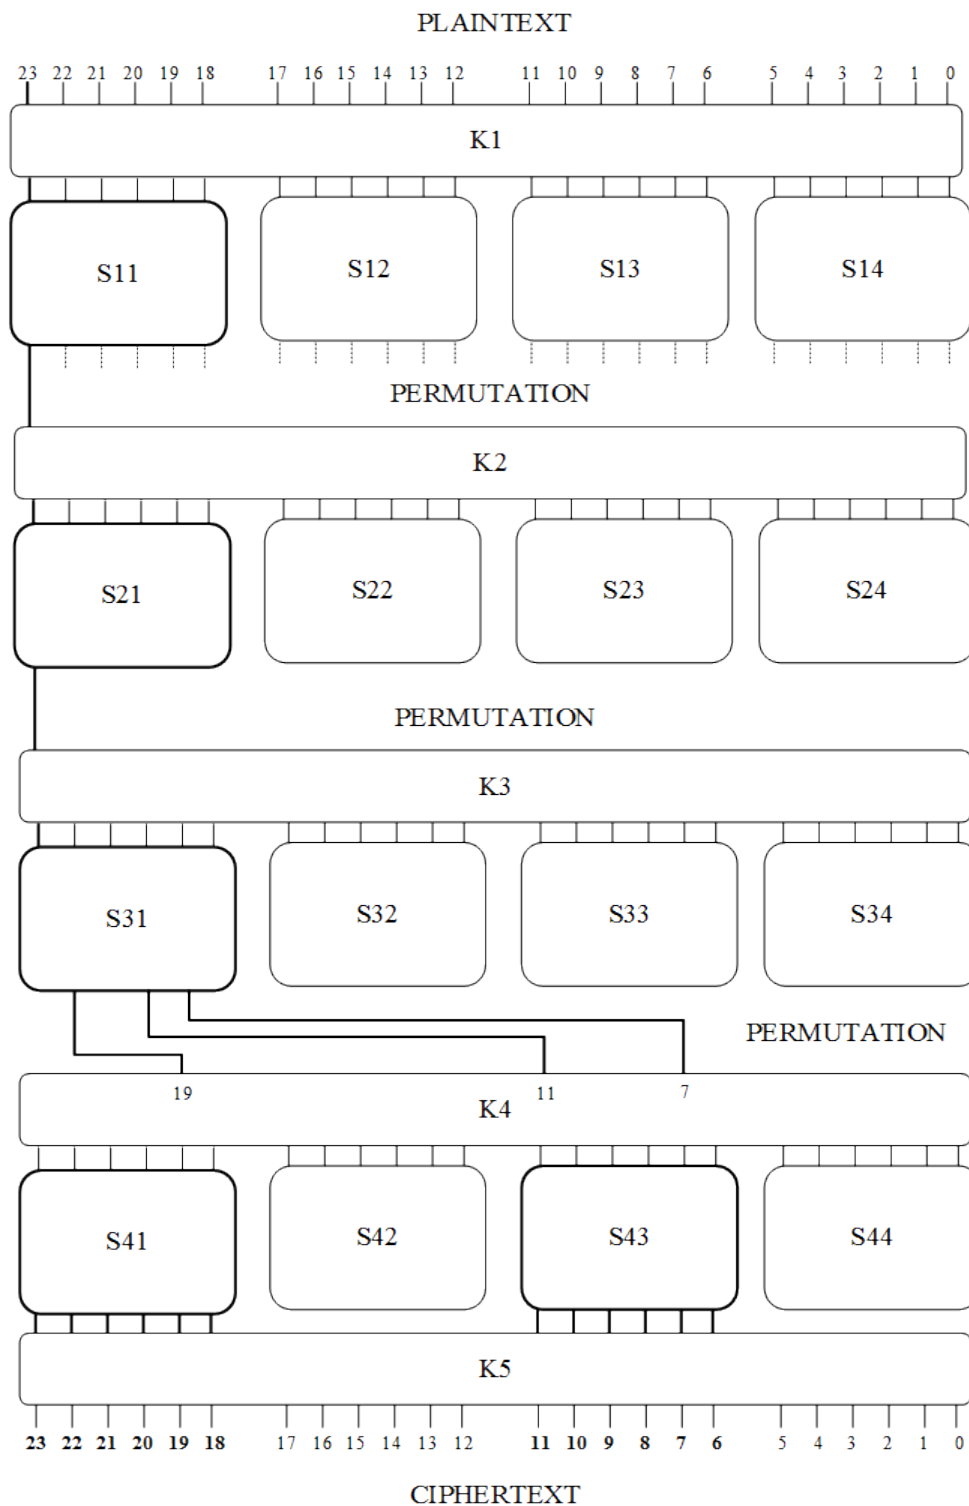 PLAINTEXT
23 22 21 20 19 18 17 16 15 14 13 12 11 10 9 8 7 6 5 4 3 2 1 0
K1
S11 S12 S13 S14
PERMUTATION
K2
S21 S22 S23 S24
PERMUTATION
K3
S31 S32 S33 S34
PERMUTATION
19 11 7
K4
S41 S42 S43 S44
K5
23 22 21 20 19 18 17 16 15 14 13 12 11 10 9 8 7 6 5 4 3 2 1 0
CIPHERTEXT